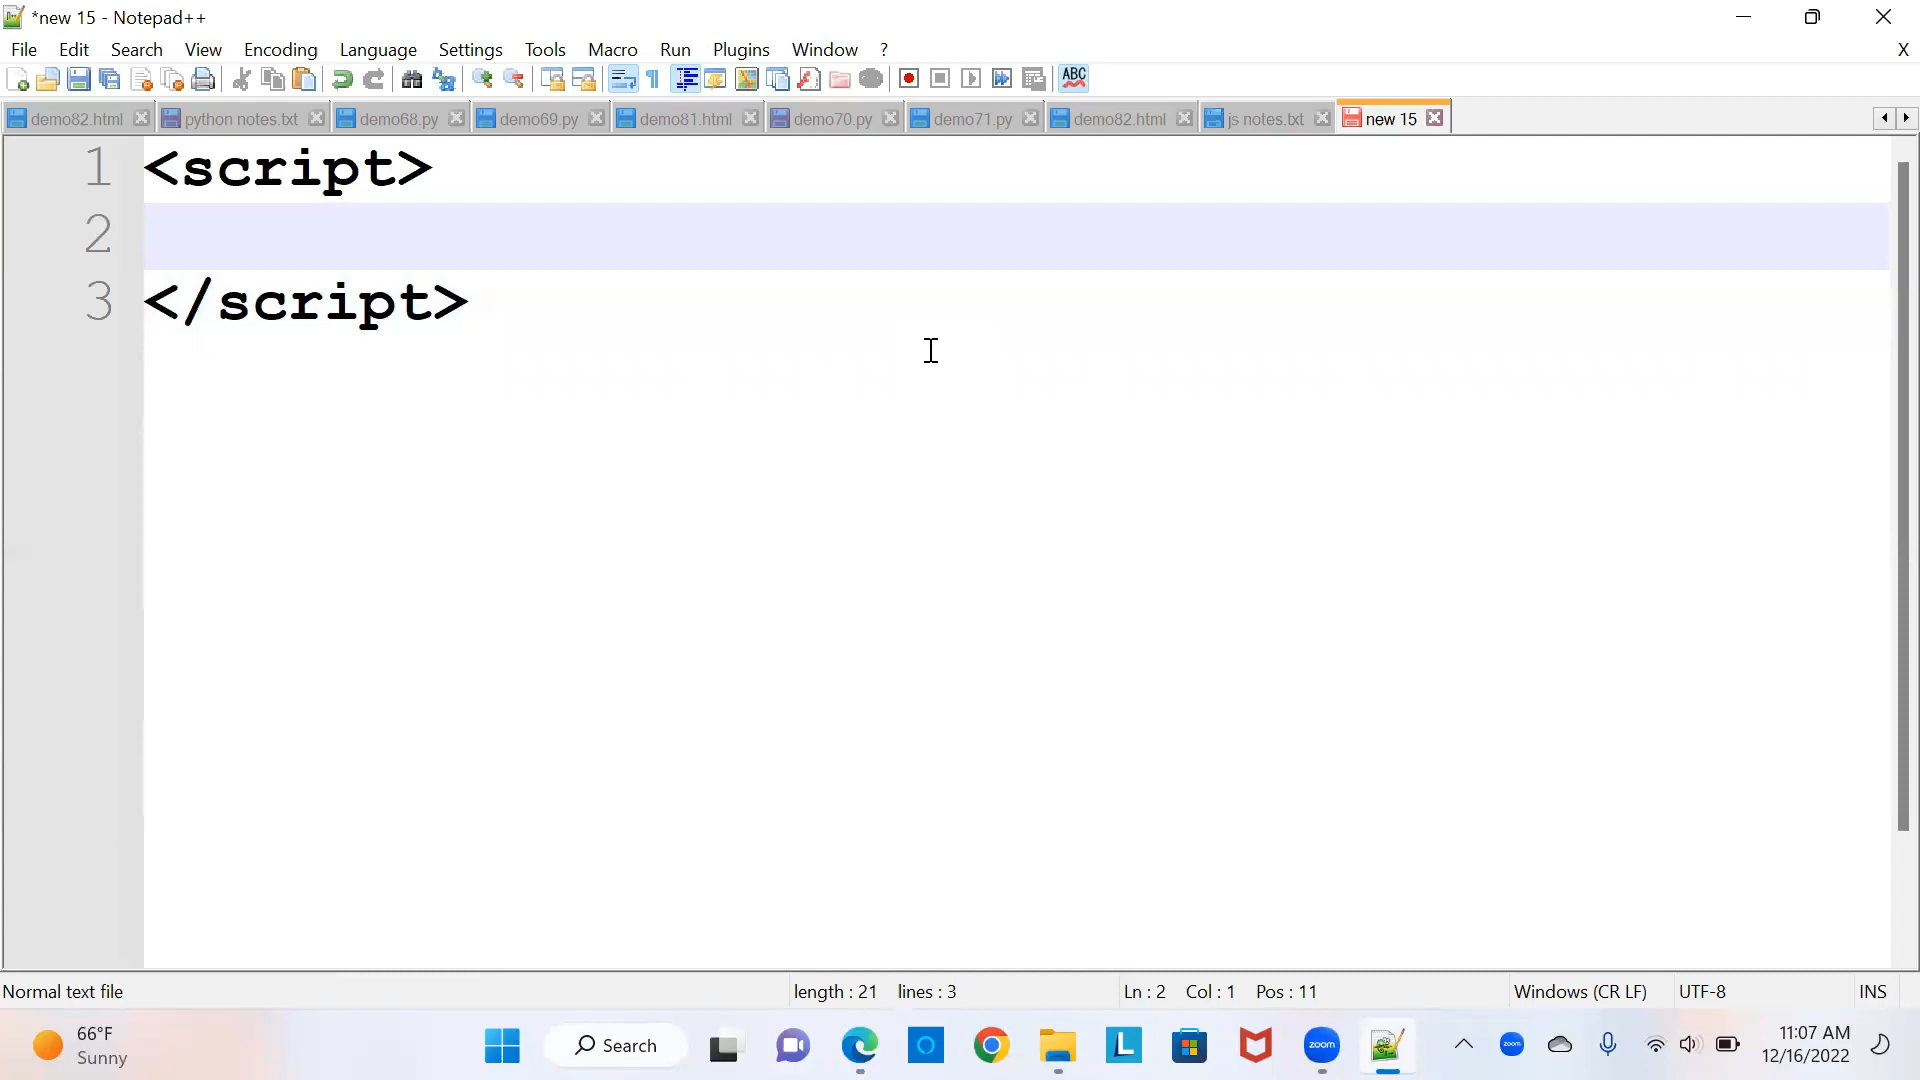 *new 15 - Notepad++
File Edit Search View Encoding Language Settings Tools Macro Run Plugins Window ? X
ABC
demo82.html python notes.txt demo68.py demo69.py demo81.html demo70.py demo71.py demo82.html js notes.txt new 15
1 <script>
2
3 </script>
Normal text file length : 21 lines : 3 Ln : 2 Col : 1 Pos : 11 Windows (CR LF) UTF-8 INS
66°F
Sunny
Search
L
zoom
zoom
11:07 AM
12/16/2022